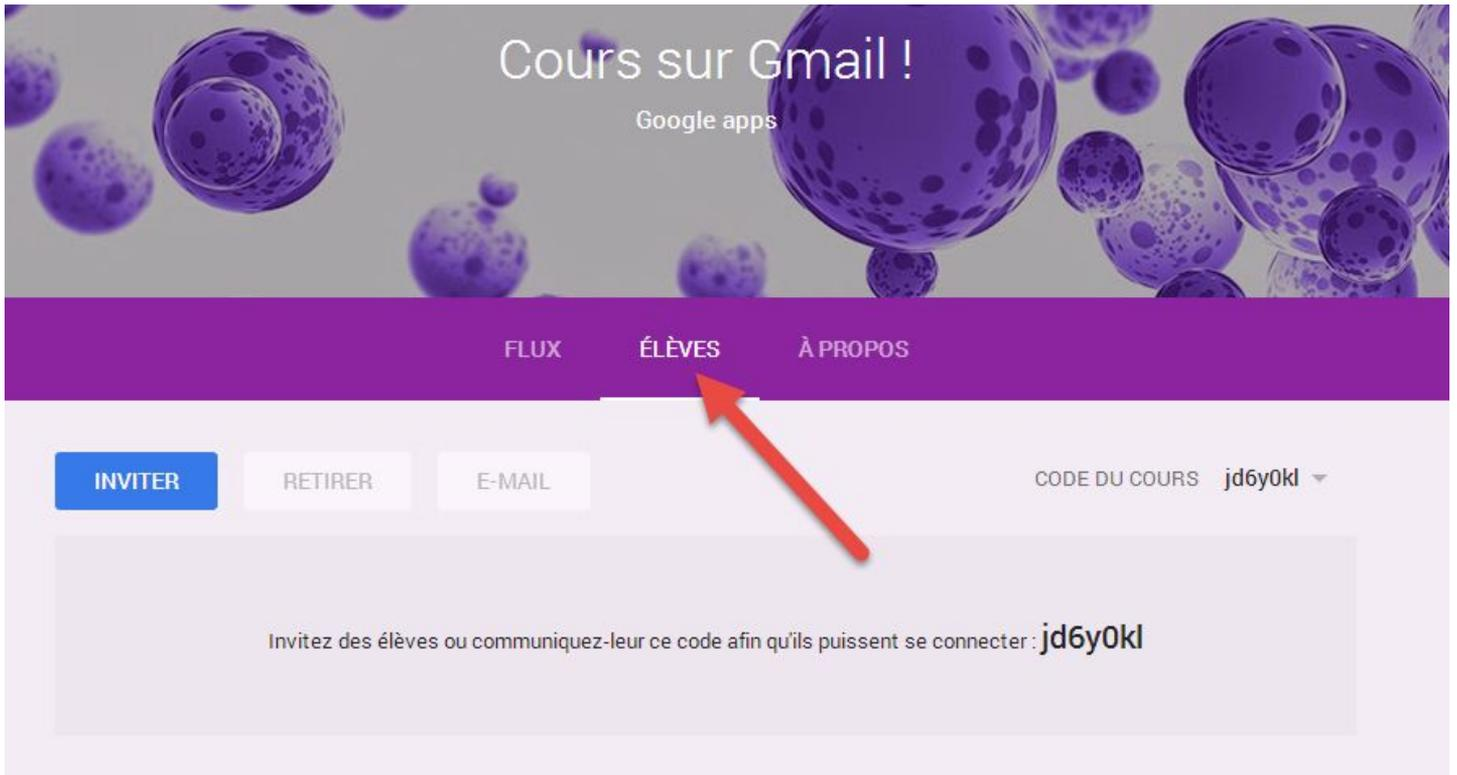 Cours sur Gmail !
Google apps
FLUX ÉLÈVES À PROPOS
INVITER RETIRER E-MAIL CODE DU COURS jd6y0kl
Invitez des élèves ou communiquez-leur ce code afin qu'ils puissent se connecter : jd6y0kl